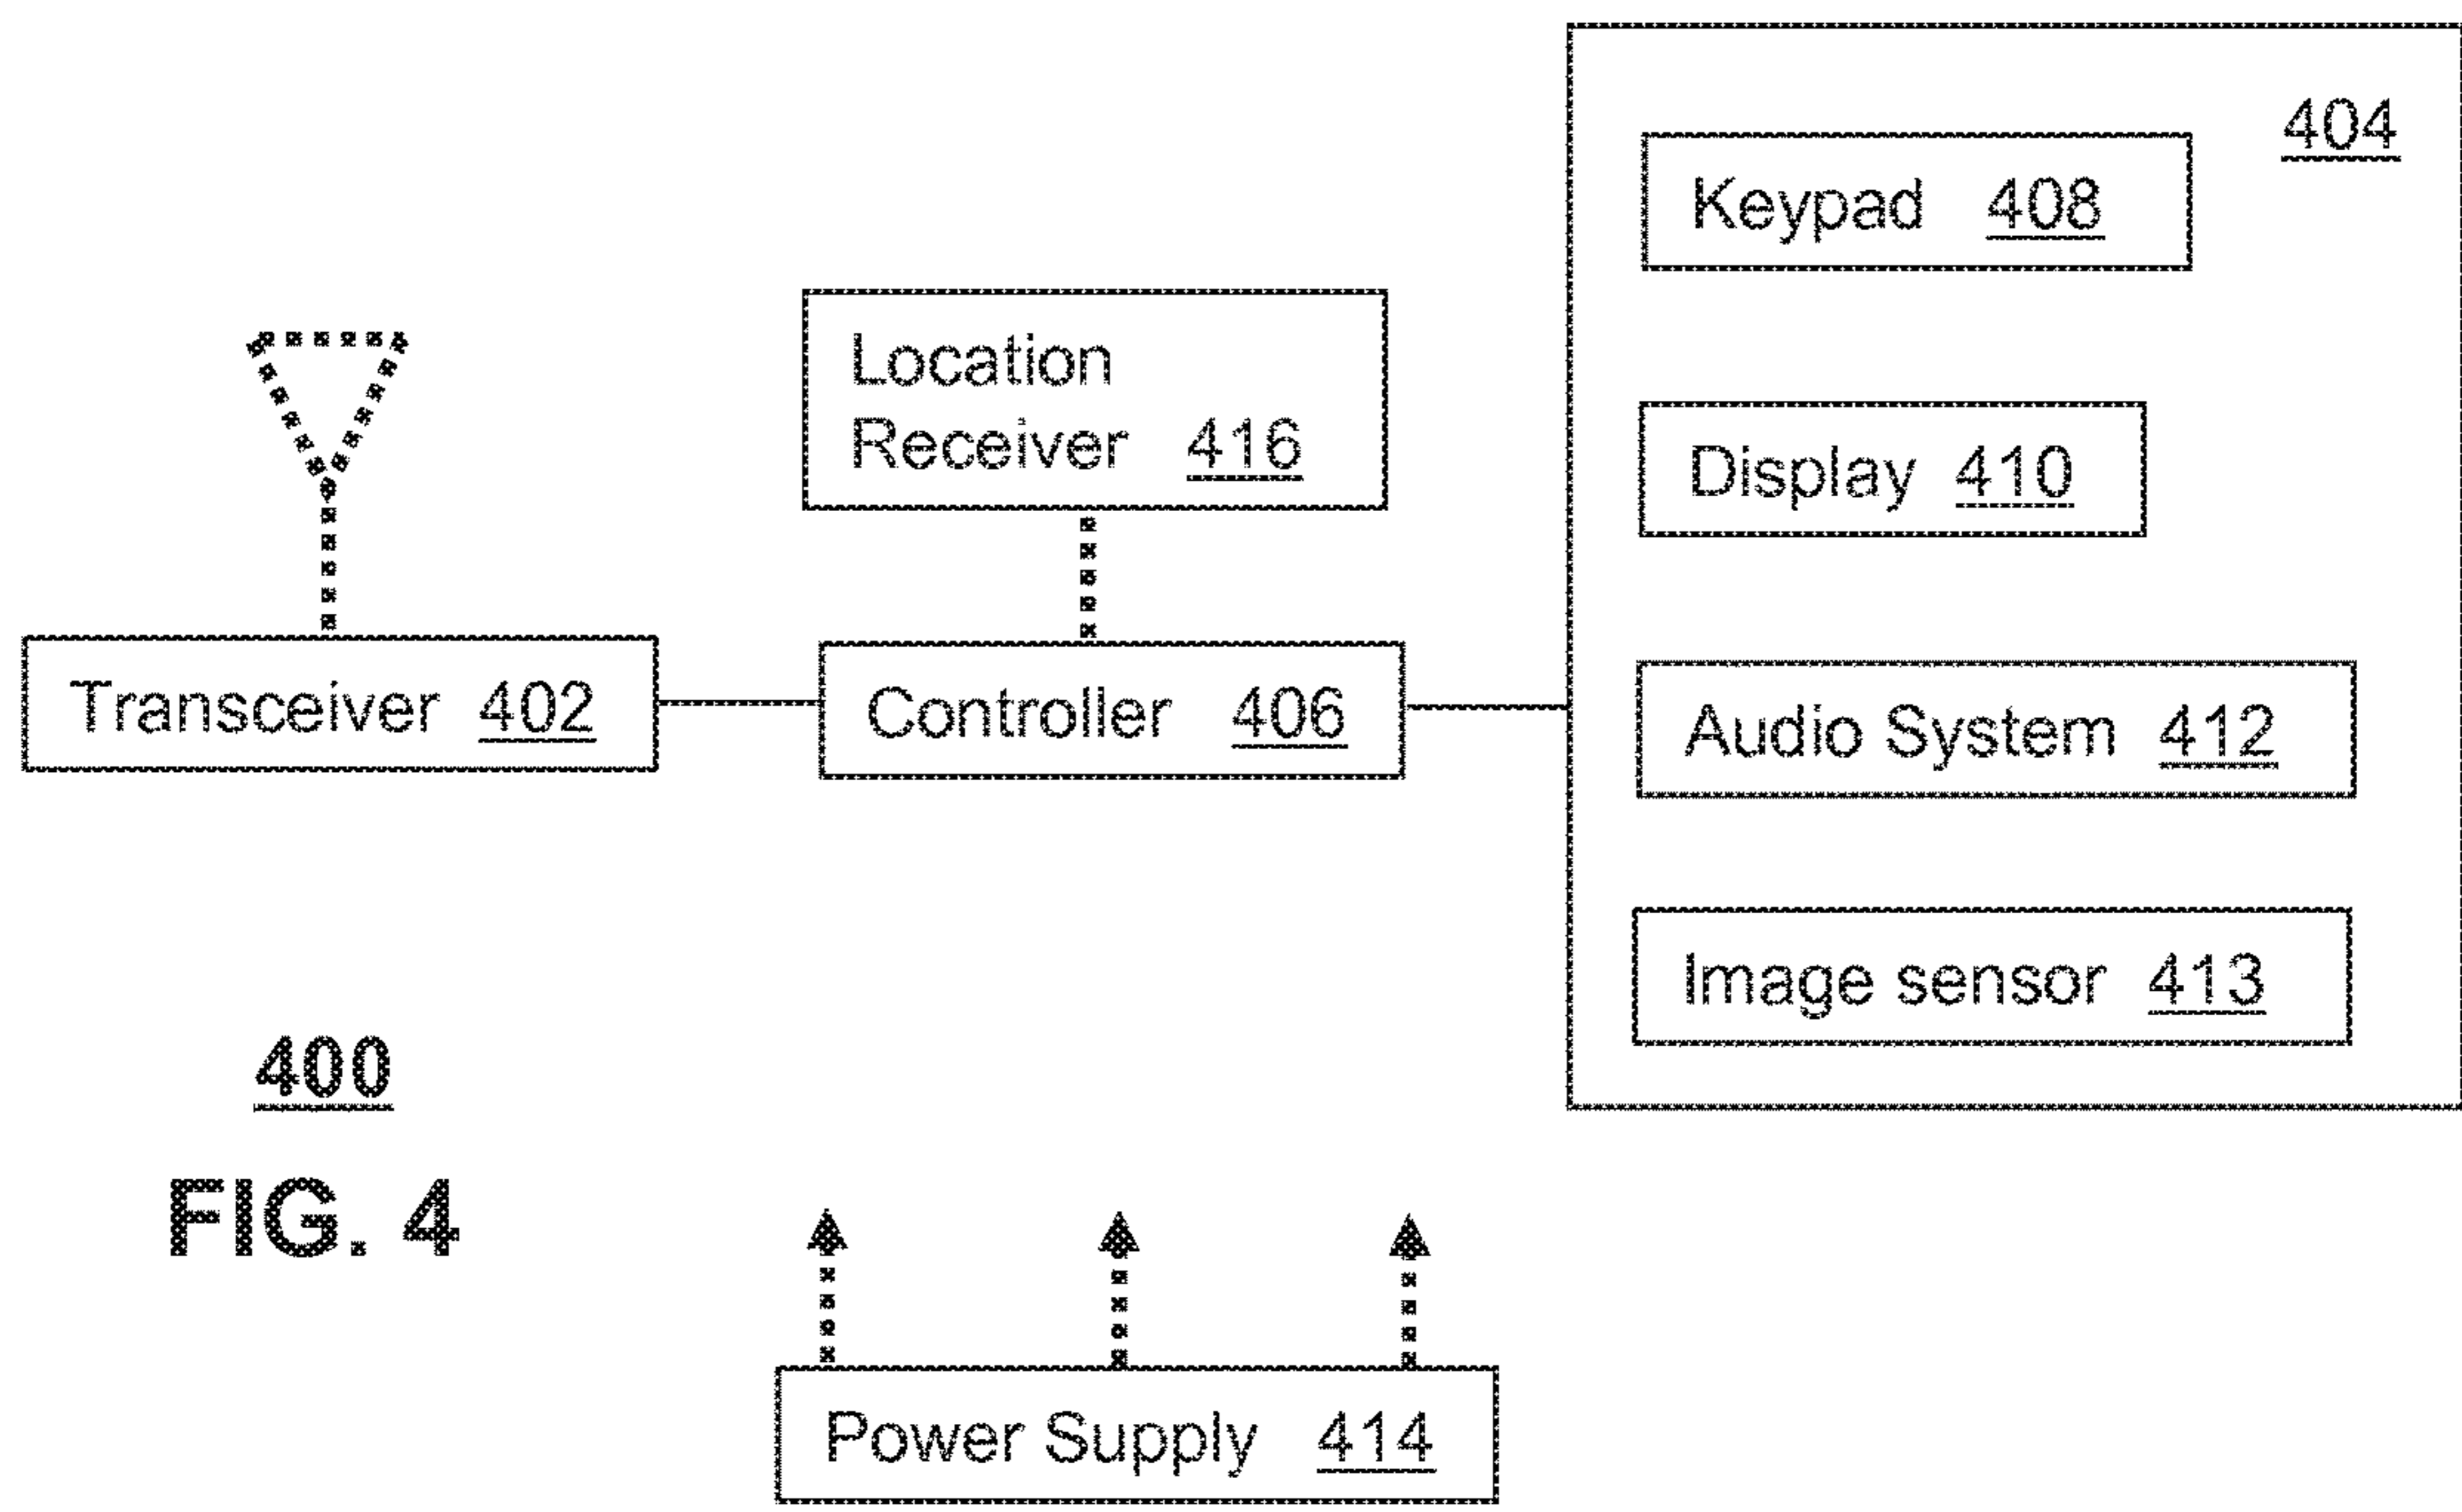 404
Keypad 408
Location
Receiver 416
Display 410
Transceiver 402
Controller 406
Audio System 412
Image sensor 413
400
FIG. 4
Power Supply 414